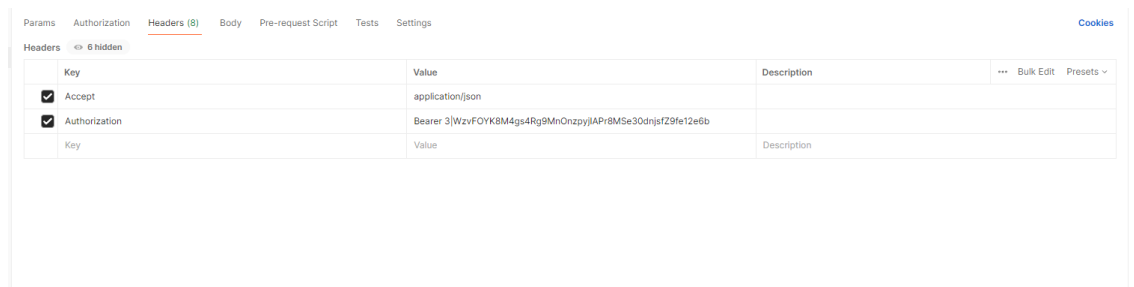 Params Authorization Headers (8) Body Pre-request Script Tests Settings Cookies
Headers 6 hidden
Key Value Description ••• Bulk Edit Presets
Accept application/json
Authorization Bearer 3|WzvFOYK8M4gs4Rg9MnOnzpyjlAPr8MSe30dnjsfZ9fe12e6b
Key Value Description